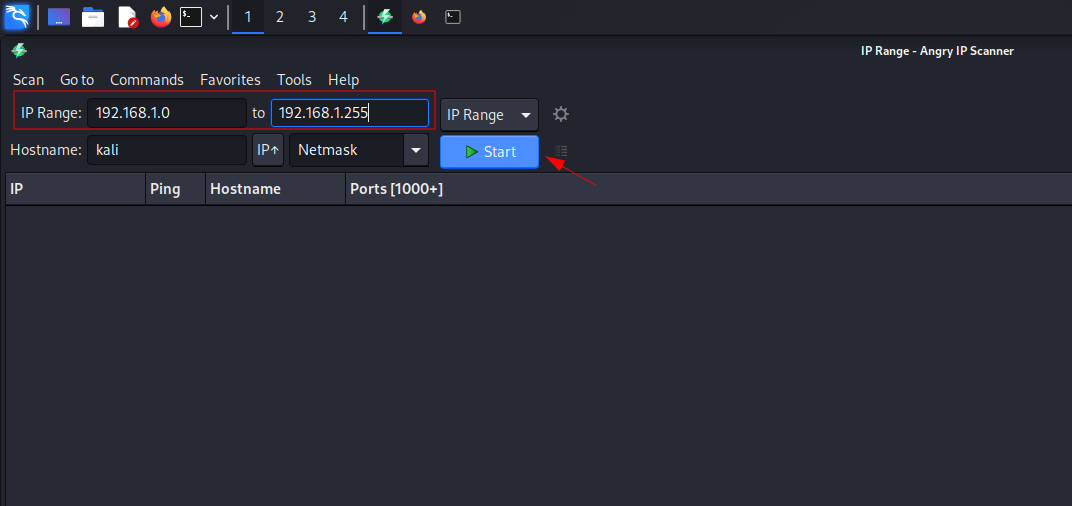 1 2 3 4
IP Range - Angry IP Scanner
Scan Go to Commands Favorites Tools Help
IP Range: 192.168.1.0 to 192.168.1.255 IP Range
Hostname: kali IP↑ Netmask Start
IP Ping Hostname Ports [1000+]